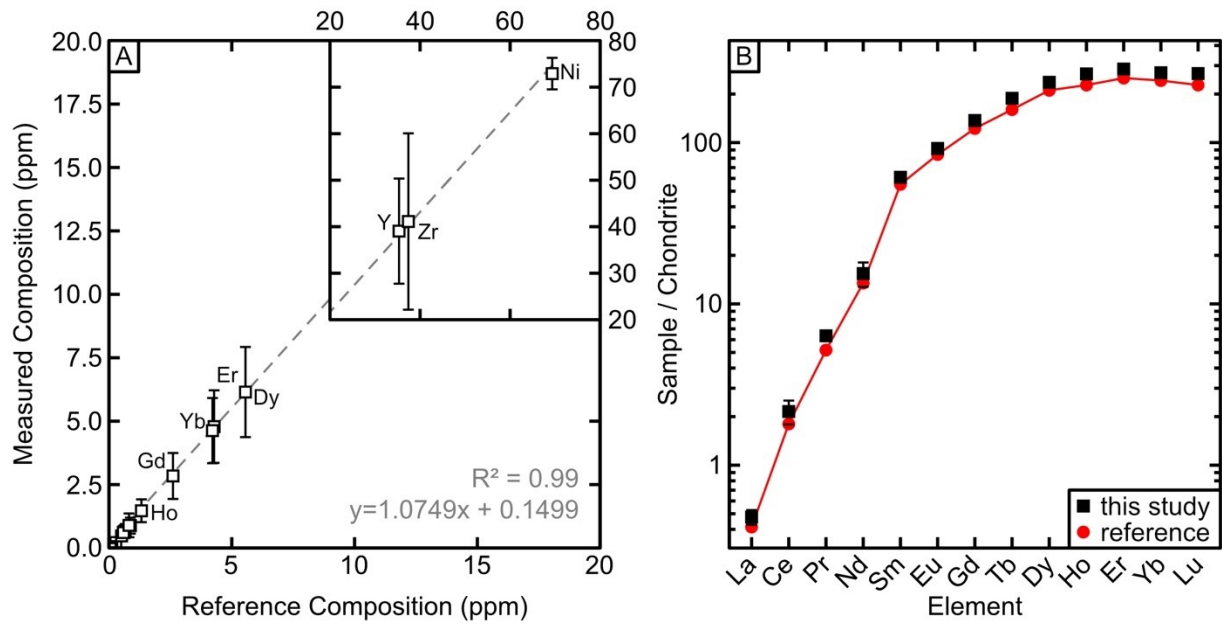 20 40 60 80
20.0 A 80 B
Ni
17.5 70
15.0 60
12.5 Y Zr 50
40
10.0 30
20
7.5
Er
Dy
5.0 Yb
Gd
2.5 Ho
0.0
R² = 0.99
y=1.0749x + 0.1499
0 5 10 15 20
Measured Composition (ppm)
Reference Composition (ppm)
100
10
1
Sample / Chondrite
this study
reference
La Ce Pr Nd Sm Eu Gd Tb Dy Ho Er Yb Lu
Element